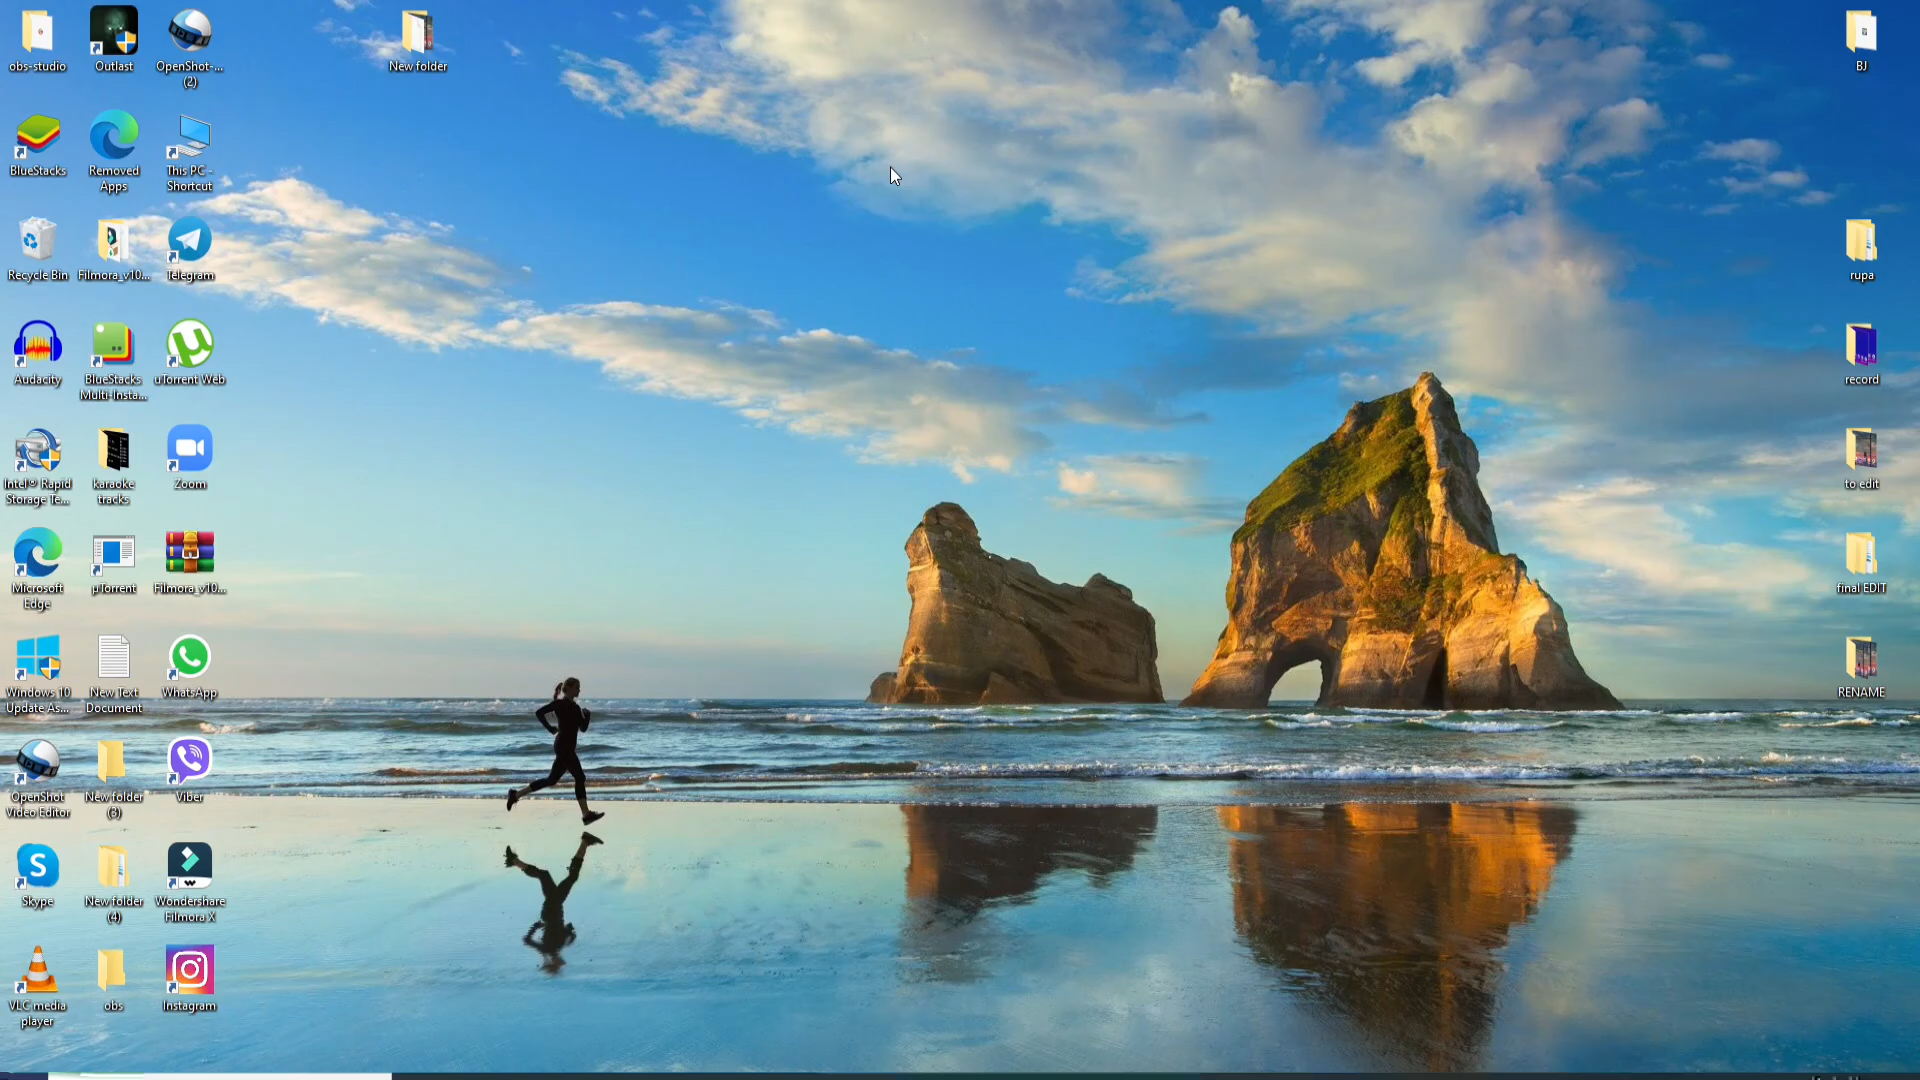 obs-studio
Outlast
OpenShot-...
(2)
New folder
BJ
BlueStacks
Removed
Apps
This PC -
Shortcut
Recycle Bin
Filmora_v10...
Telegram
rupa
Audacity
BlueStacks
Multi-Insta...
uTorrent Web
record
Intel® Rapid
Storage Te...
karaoke
tracks
Zoom
to edit
Microsoft
Edge
µTorrent
Filmora_v10...
final EDIT
Windows 10
Update As...
New Text
Document
WhatsApp
RENAME
OpenShot
Video Editor
New folder
(3)
Viber
Skype
New folder
(4)
Wondershare
Filmora X
VLC media
player
obs
Instagram